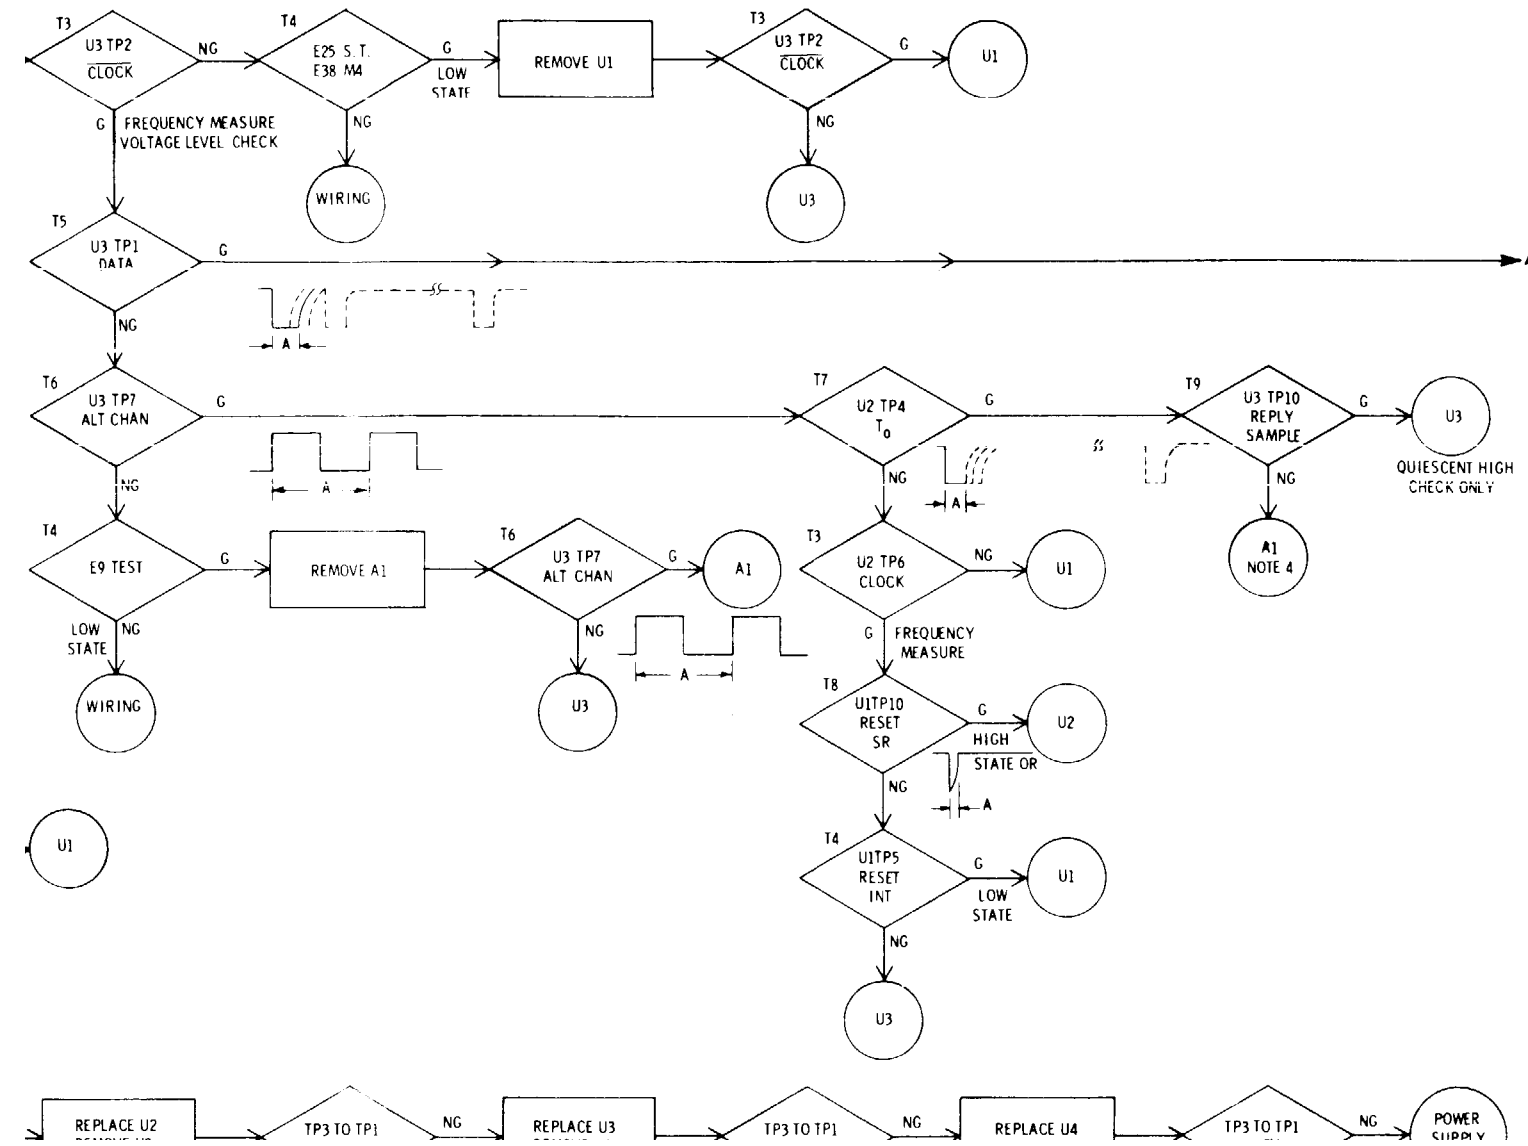 T3
U3 TP2
CLOCK
NG
T4
E25 S.T.
E38 M4
G
LOW
STATE
REMOVE U1
T3
U3 TP2
CLOCK
G
U1
G
FREQUENCY MEASURE
VOLTAGE LEVEL CHECK
NG
WIRING
NG
U3
T5
U3 TP1
DATA
G
A
NG
T6
U3 TP7
ALT CHAN
G
A
T7
U2 TP4
To
G
A
T9
U3 TP10
REPLY
SAMPLE
G
U3
QUIESCENT HIGH
CHECK ONLY
NG
A1
NOTE 4
NG
T4
E9 TEST
G
REMOVE A1
T6
U3 TP7
ALT CHAN
G
A1
A
NG
U3
LOW
STATE
NG
WIRING
NG
T3
U2 TP6
CLOCK
NG
U1
G
FREQUENCY
MEASURE
T8
U1TP10
RESET
SR
G
U2
HIGH
STATE OR
A
NG
T4
U1TP5
RESET
INT
G
LOW
STATE
U1
NG
U3
U1
REPLACE U2
TP3 TO TP1
NG
REPLACE U3
TP3 TO TP1
NG
REPLACE U4
TP3 TO TP1
NG
POWER
SUPPLY